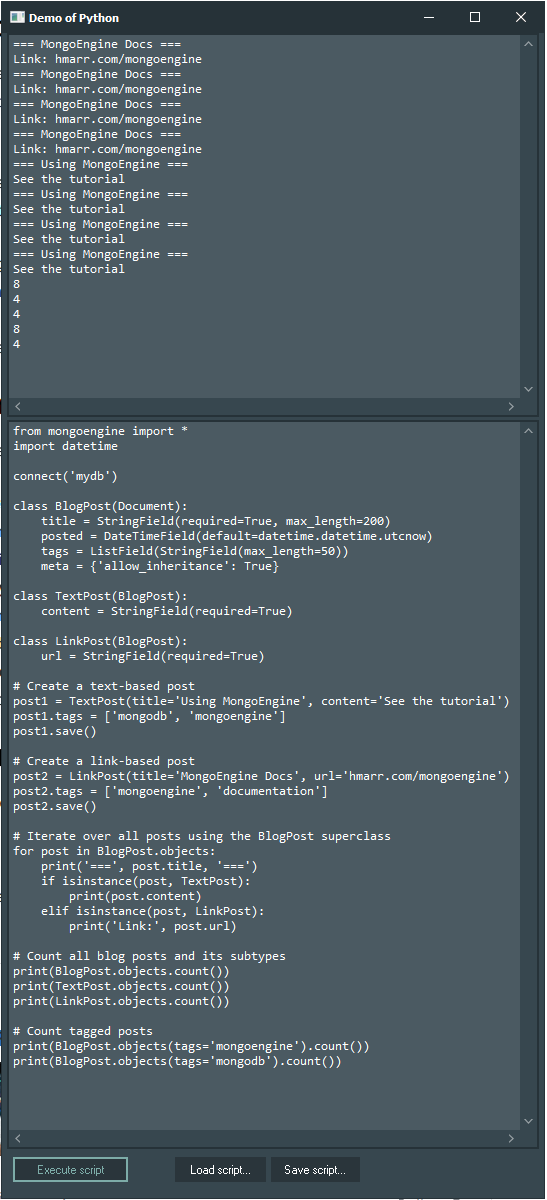 Demo of Python
=== MongoEngine Docs ===
Link: hmarr.com/mongoengine
=== MongoEngine Docs ===
Link: hmarr.com/mongoengine
=== MongoEngine Docs ===
Link: hmarr.com/mongoengine
=== MongoEngine Docs ===
Link: hmarr.com/mongoengine
=== Using MongoEngine ===
See the tutorial
=== Using MongoEngine ===
See the tutorial
=== Using MongoEngine ===
See the tutorial
=== Using MongoEngine ===
See the tutorial
8
4
4
8
4
from mongoengine import *
import datetime

connect('mydb')

class BlogPost(Document):
    title = StringField(required=True, max_length=200)
    posted = DateTimeField(default=datetime.datetime.utcnow)
    tags = ListField(StringField(max_length=50))
    meta = {'allow_inheritance': True}

class TextPost(BlogPost):
    content = StringField(required=True)

class LinkPost(BlogPost):
    url = StringField(required=True)

# Create a text-based post
post1 = TextPost(title='Using MongoEngine', content='See the tutorial')
post1.tags = ['mongodb', 'mongoengine']
post1.save()

# Create a link-based post
post2 = LinkPost(title='MongoEngine Docs', url='hmarr.com/mongoengine')
post2.tags = ['mongoengine', 'documentation']
post2.save()

# Iterate over all posts using the BlogPost superclass
for post in BlogPost.objects:
    print('===', post.title, '===')
    if isinstance(post, TextPost):
        print(post.content)
    elif isinstance(post, LinkPost):
        print('Link:', post.url)

# Count all blog posts and its subtypes
print(BlogPost.objects.count())
print(TextPost.objects.count())
print(LinkPost.objects.count())

# Count tagged posts
print(BlogPost.objects(tags='mongoengine').count())
print(BlogPost.objects(tags='mongodb').count())
Execute script
Load script...
Save script...